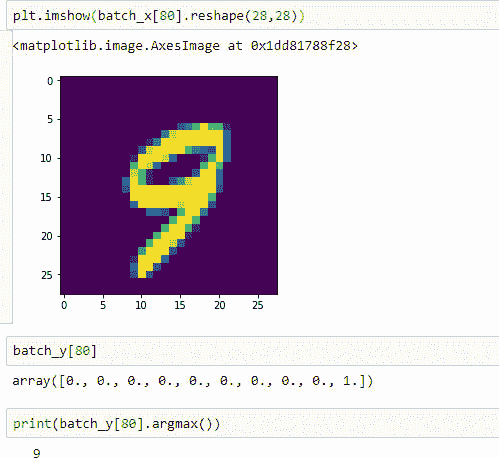 plt.imshow(batch_x[80].reshape(28,28))
<matplotlib.image.AxesImage at 0x1dd81788f28>
0
5
10
15
20
25
0 5 10 15 20 25
batch_y[80]
array([0., 0., 0., 0., 0., 0., 0., 0., 0., 1.])
print(batch_y[80].argmax())
9